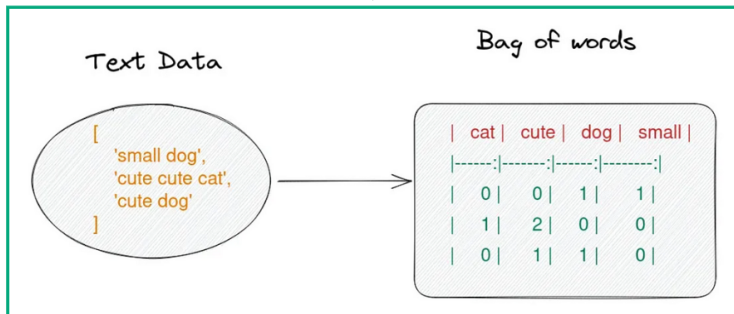 Text Data
[
'small dog',
'cute cute cat',
'cute dog'
]
Bag of words
| cat | cute | dog | small |
|------:|-------:|------:|--------:|
| 0 | 0 | 1 | 1 |
| 1 | 2 | 0 | 0 |
| 0 | 1 | 1 | 0 |